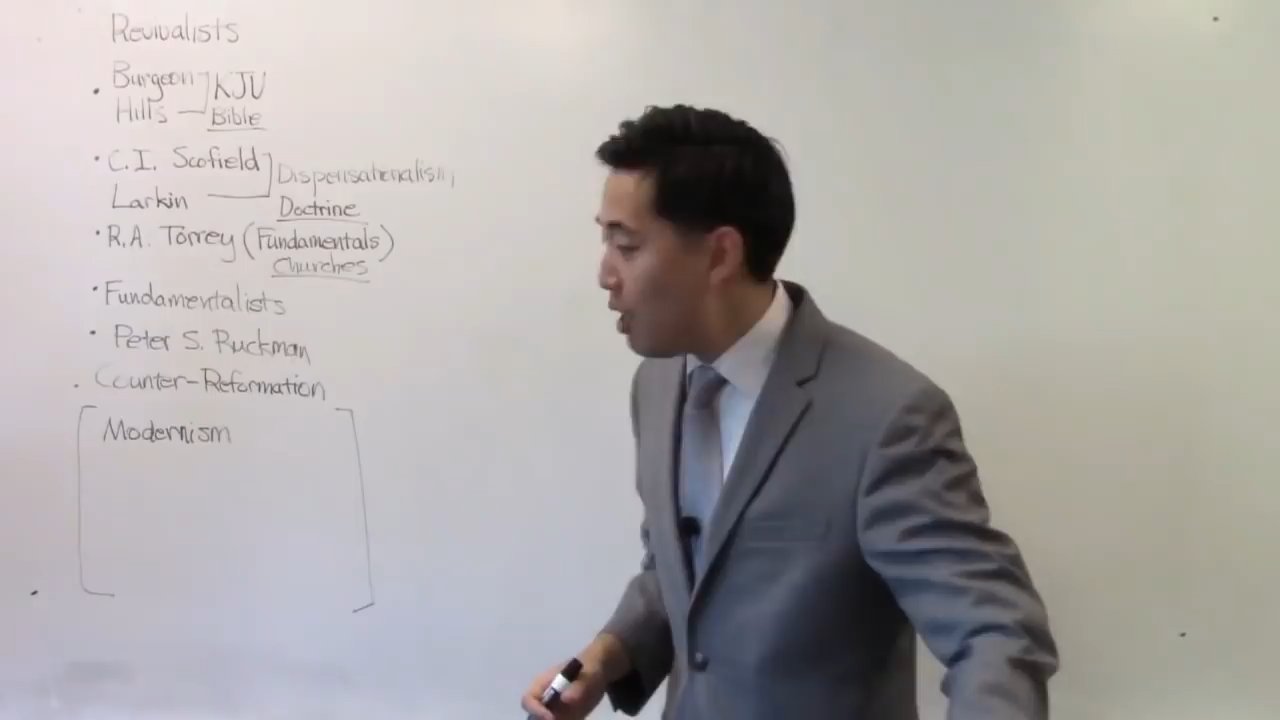 Revivalists
• Burgeon ] KJV
Hills — Bible
• C.I. Scofield ] Dispensationalism,
Larkin — Doctrine
• R.A. Torrey (Fundamentals)
Churches
• Fundamentalists
• Peter S. Ruckman
• Counter-Reformation
[ Modernism ]